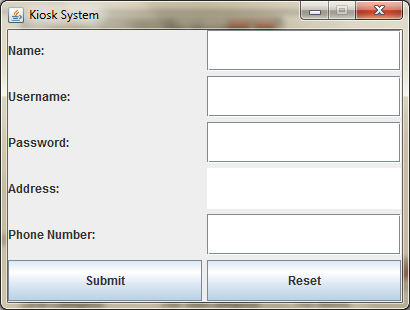 Kiosk System
Name:
Username:
Password:
Address:
Phone Number:
Submit Reset